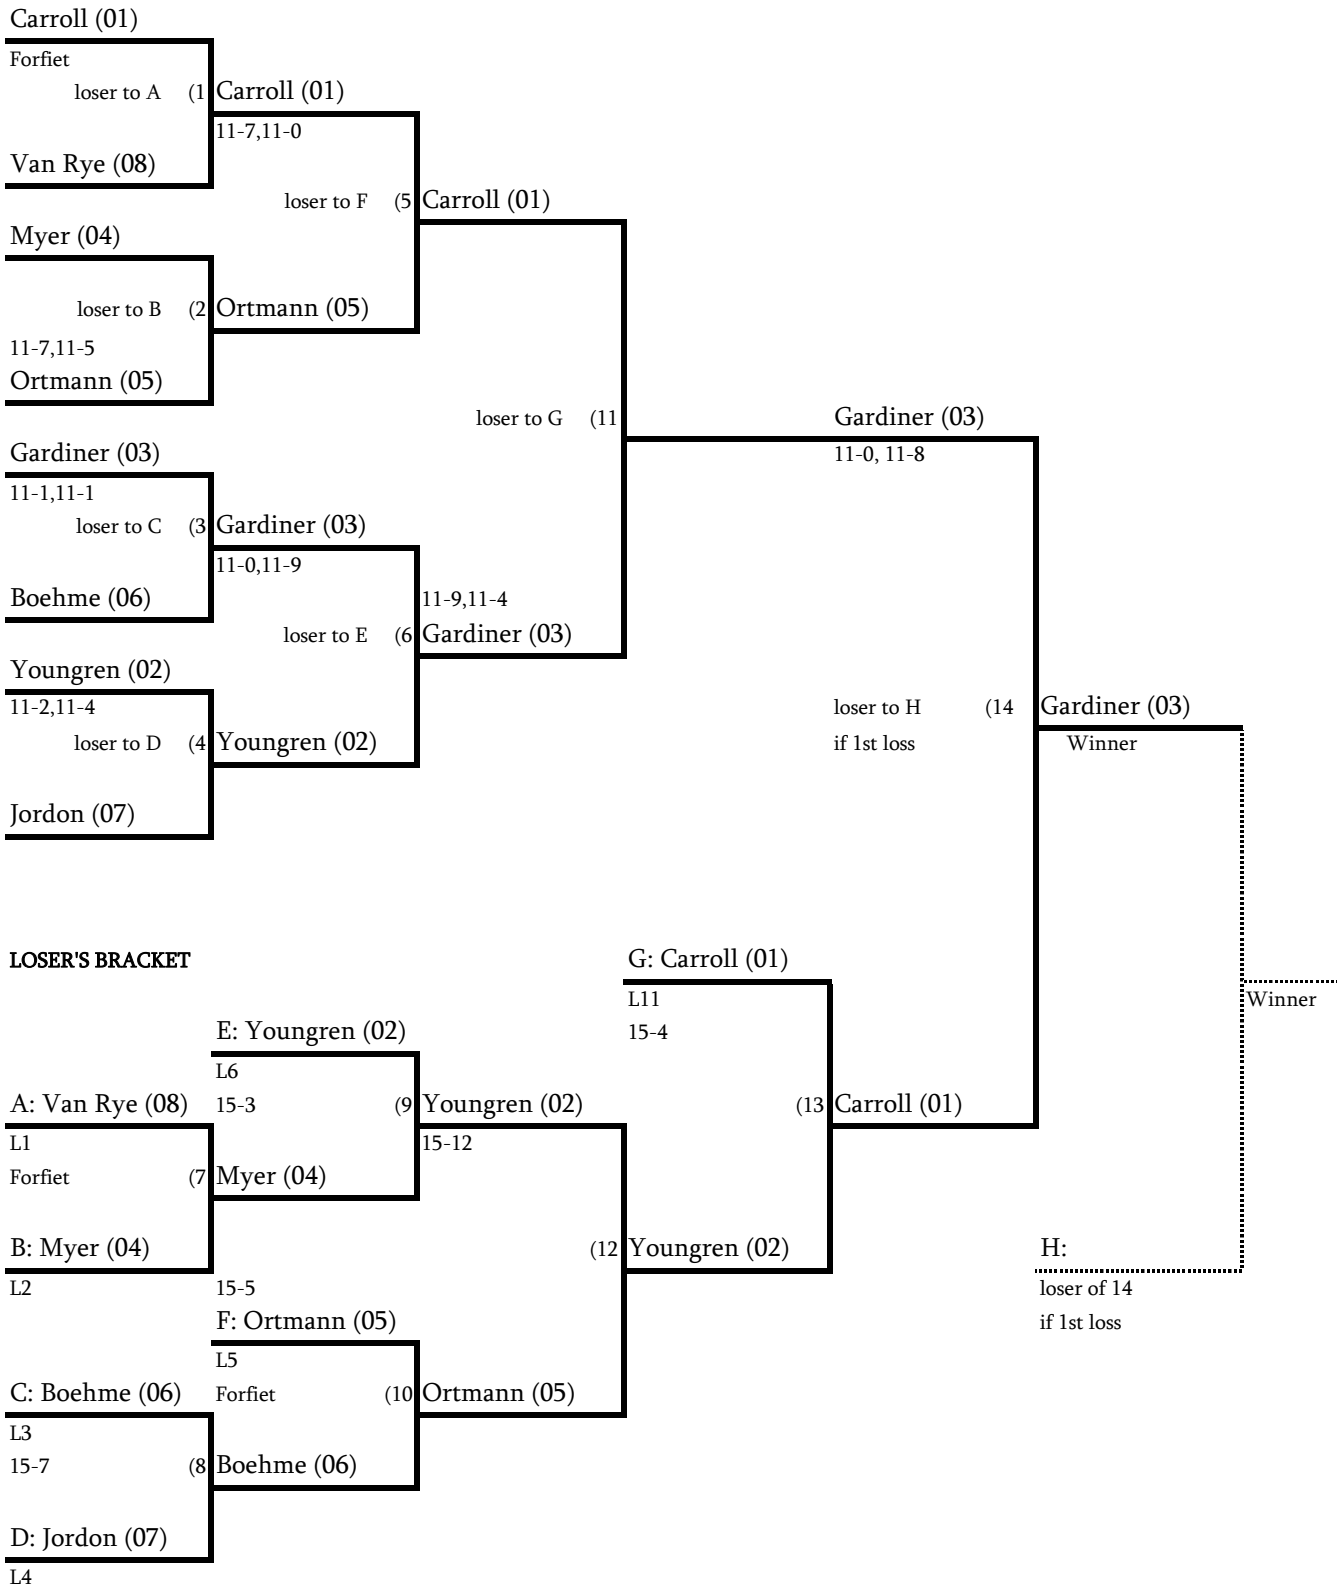 Carroll (01)
Forfiet
loser to A (1 Carroll (01)
11-7,11-0
Van Rye (08)
loser to F (5 Carroll (01)
Myer (04)
loser to B (2 Ortmann (05)
11-7,11-5
Ortmann (05)
loser to G (11 Gardiner (03)
Gardiner (03)
11-0, 11-8
11-1,11-1
loser to C (3 Gardiner (03)
11-0,11-9
Boehme (06)
11-9,11-4
loser to E (6 Gardiner (03)
Youngren (02)
11-2,11-4
loser to H (14 Gardiner (03)
loser to D (4 Youngren (02)
if 1st loss
Winner
Jordon (07)
LOSER'S BRACKET
G: Carroll (01)
L11
Winner
E: Youngren (02)
15-4
L6
A: Van Rye (08)
15-3
(9 Youngren (02)
(13 Carroll (01)
L1
15-12
Forfiet
(7 Myer (04)
B: Myer (04)
(12 Youngren (02)
H:
L2
15-5
loser of 14
F: Ortmann (05)
if 1st loss
L5
C: Boehme (06)
Forfiet
(10 Ortmann (05)
L3
15-7
(8 Boehme (06)
D: Jordon (07)
L4